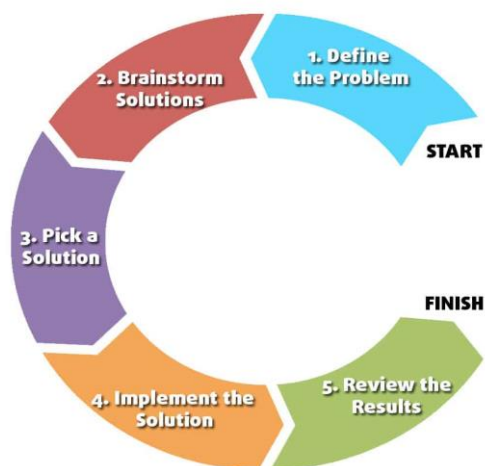 1. Define
the Problem
START
2. Brainstorm
Solutions
3. Pick a
Solution
4. Implement the
Solution
5. Review the
Results
FINISH